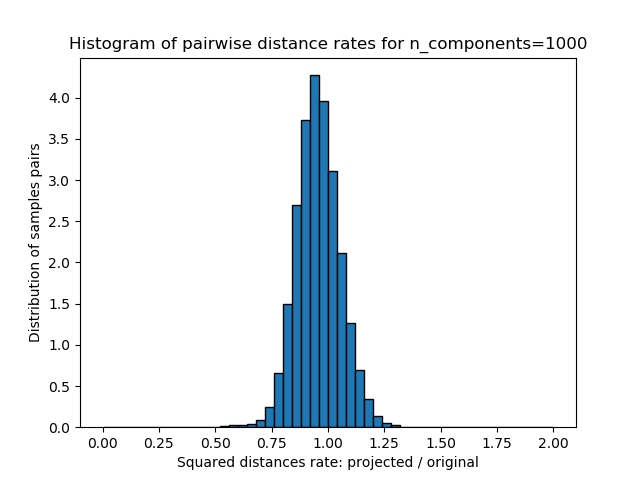 Histogram of pairwise distance rates for n_components=1000
Distribution of samples pairs
4.0
3.5
3.0
2.5
2.0
1.5
1.0
0.5
0.0
0.00 0.25 0.50 0.75 1.00 1.25 1.50 1.75 2.00
Squared distances rate: projected / original